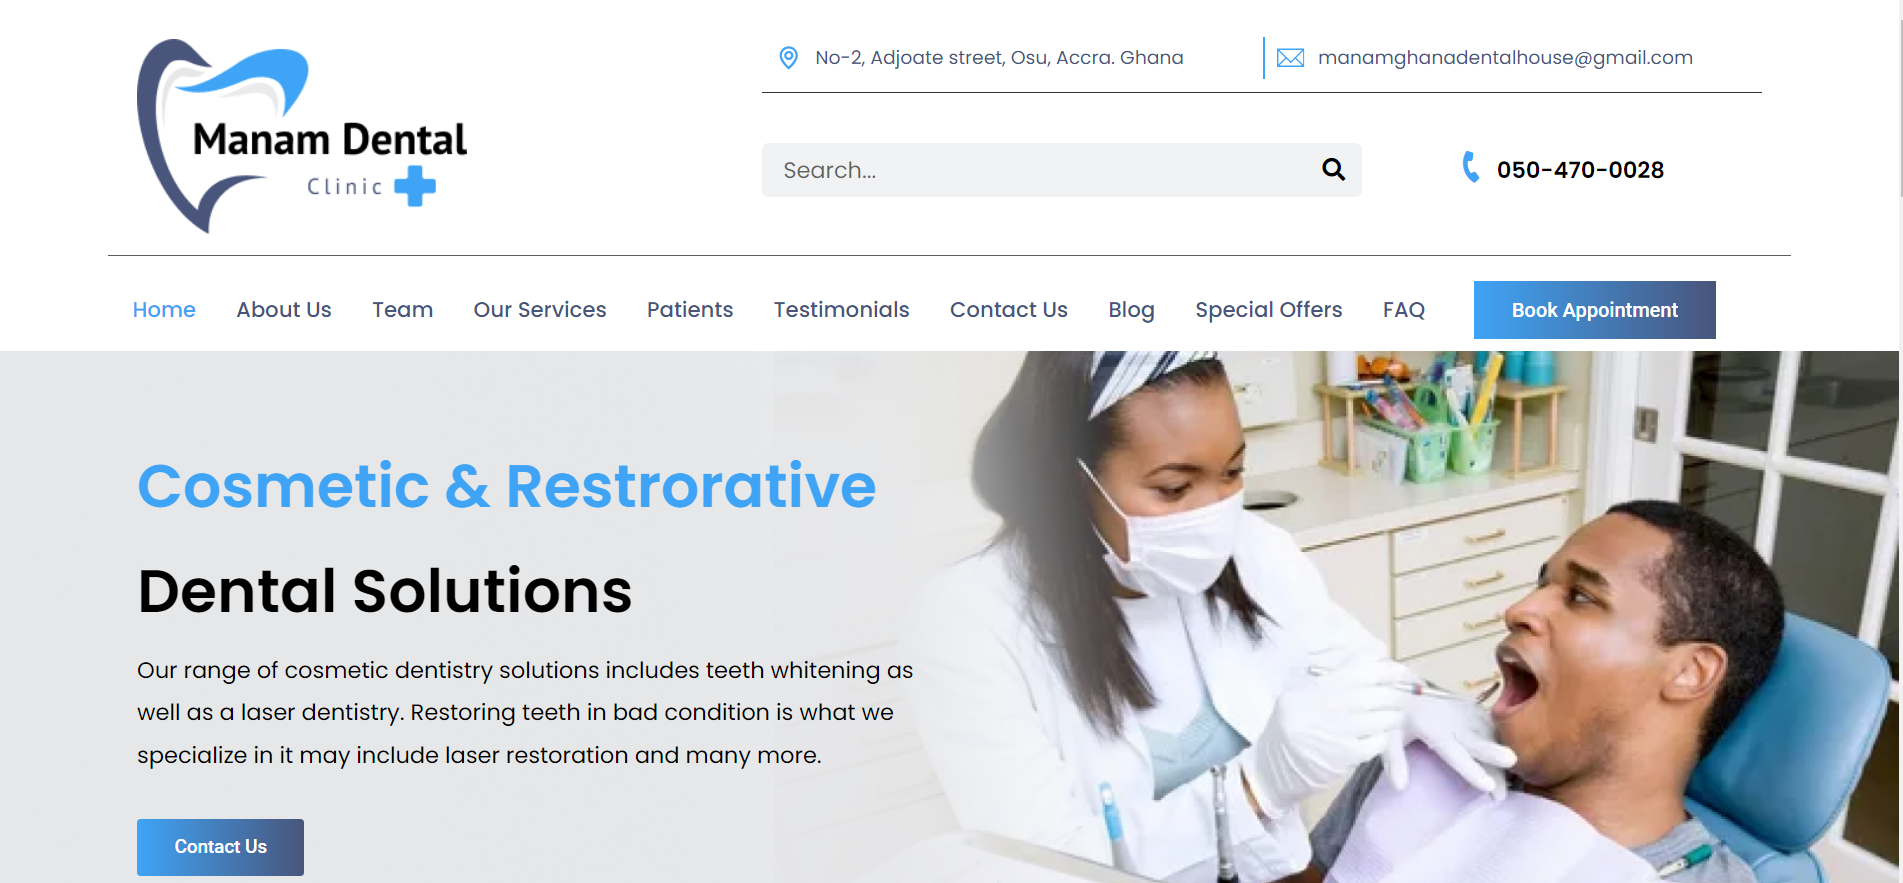 Manam Dental
Clinic
No-2, Adjoate street, Osu, Accra. Ghana
manamghanadentalhouse@gmail.com
Search...
050-470-0028
Home About Us Team Our Services Patients Testimonials Contact Us Blog Special Offers FAQ Book Appointment
Cosmetic & Restrorative
Dental Solutions
Our range of cosmetic dentistry solutions includes teeth whitening as
well as a laser dentistry. Restoring teeth in bad condition is what we
specialize in it may include laser restoration and many more.
Contact Us